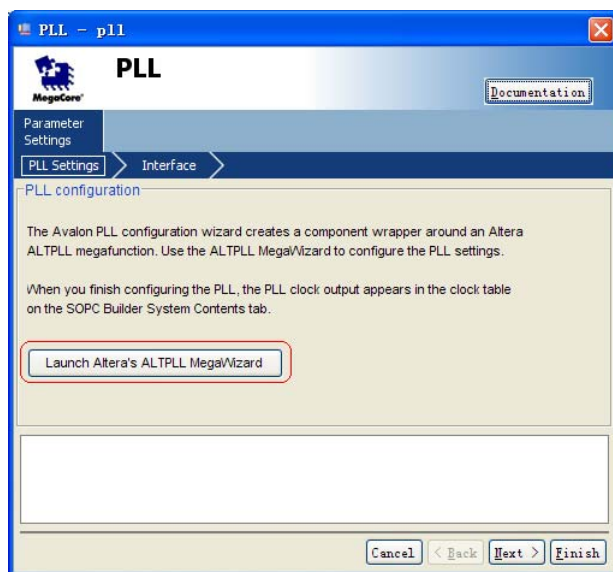 PLL - pll
MegaCore®
PLL
Documentation
Parameter
Settings
PLL Settings
Interface
PLL configuration
The Avalon PLL configuration wizard creates a component wrapper around an Altera
ALTPLL megafunction. Use the ALTPLL MegaWizard to configure the PLL settings.
When you finish configuring the PLL, the PLL clock output appears in the clock table
on the SOPC Builder System Contents tab.
Launch Altera's ALTPLL MegaWizard
Cancel
< Back
Next >
Finish